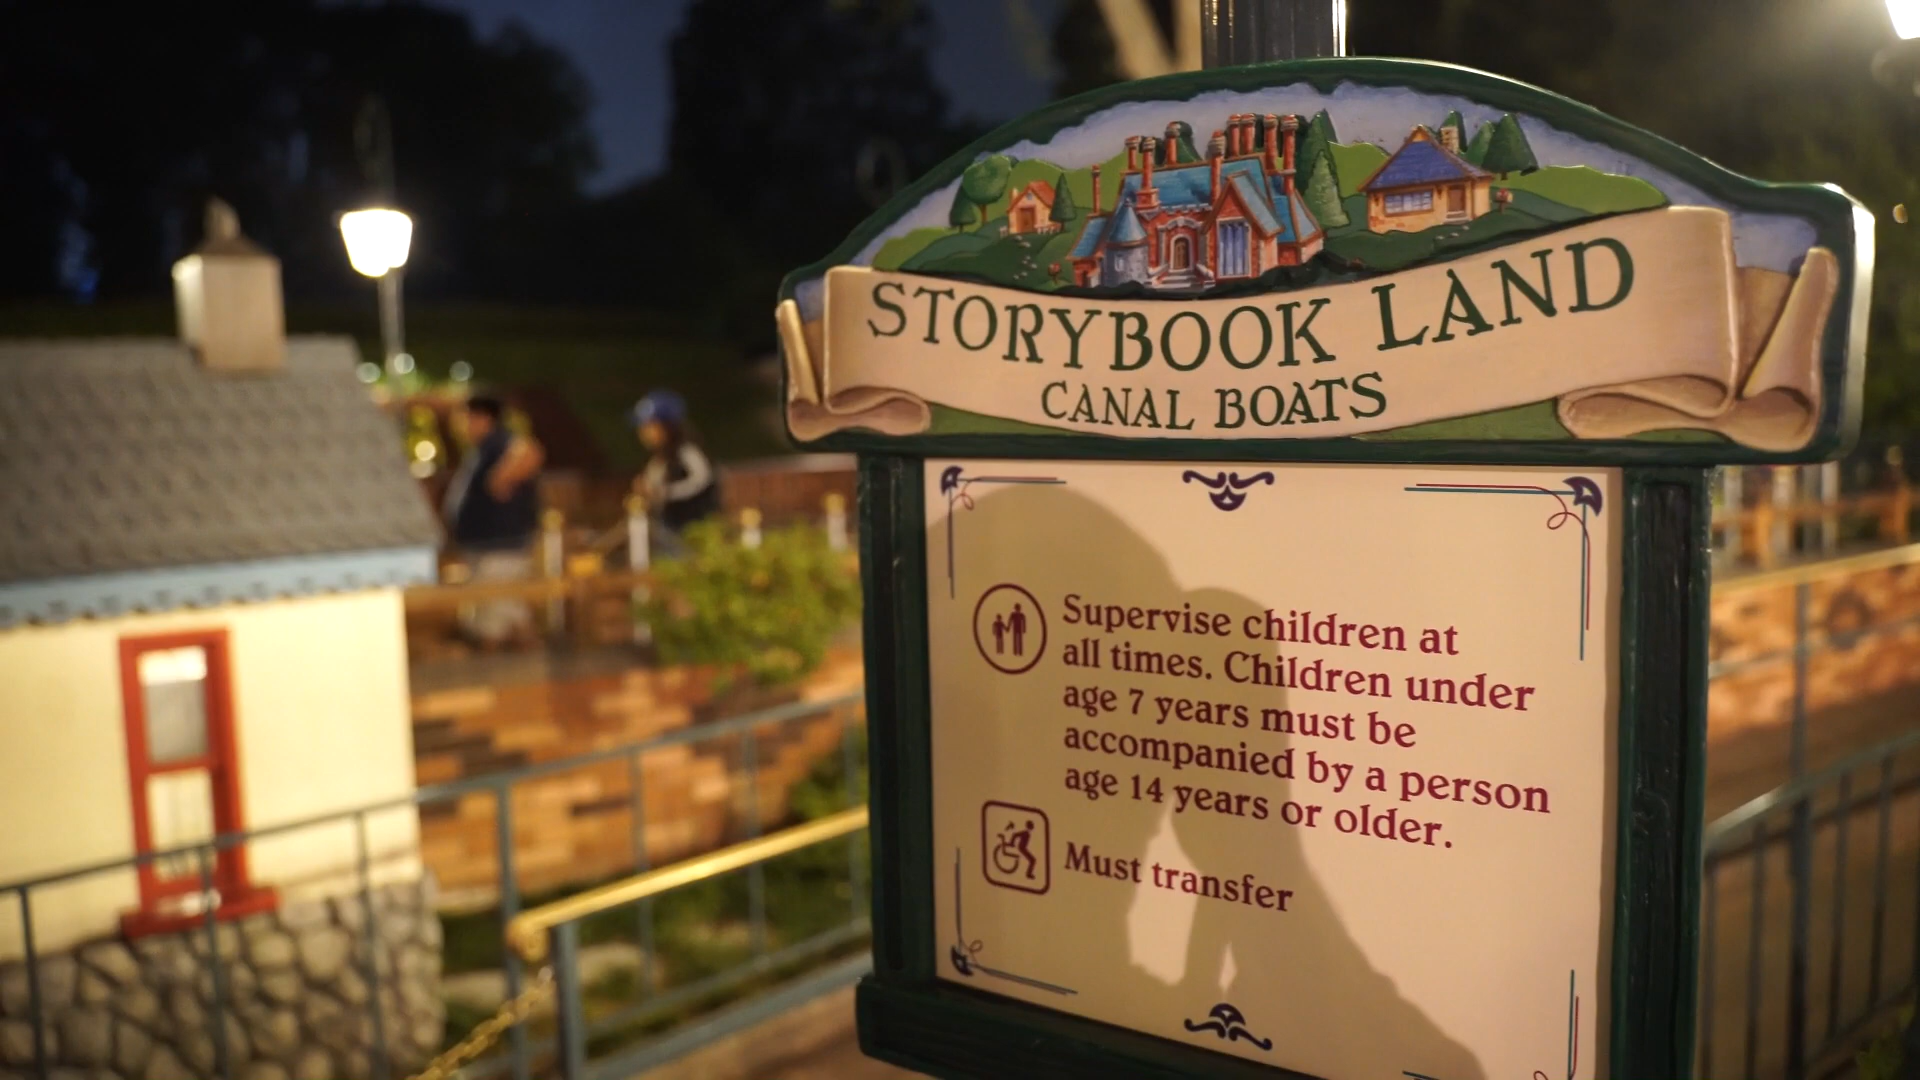 STORYBOOK LAND
CANAL BOATS
Supervise children at
all times. Children under
age 7 years must be
accompanied by a person
age 14 years or older.
Must transfer